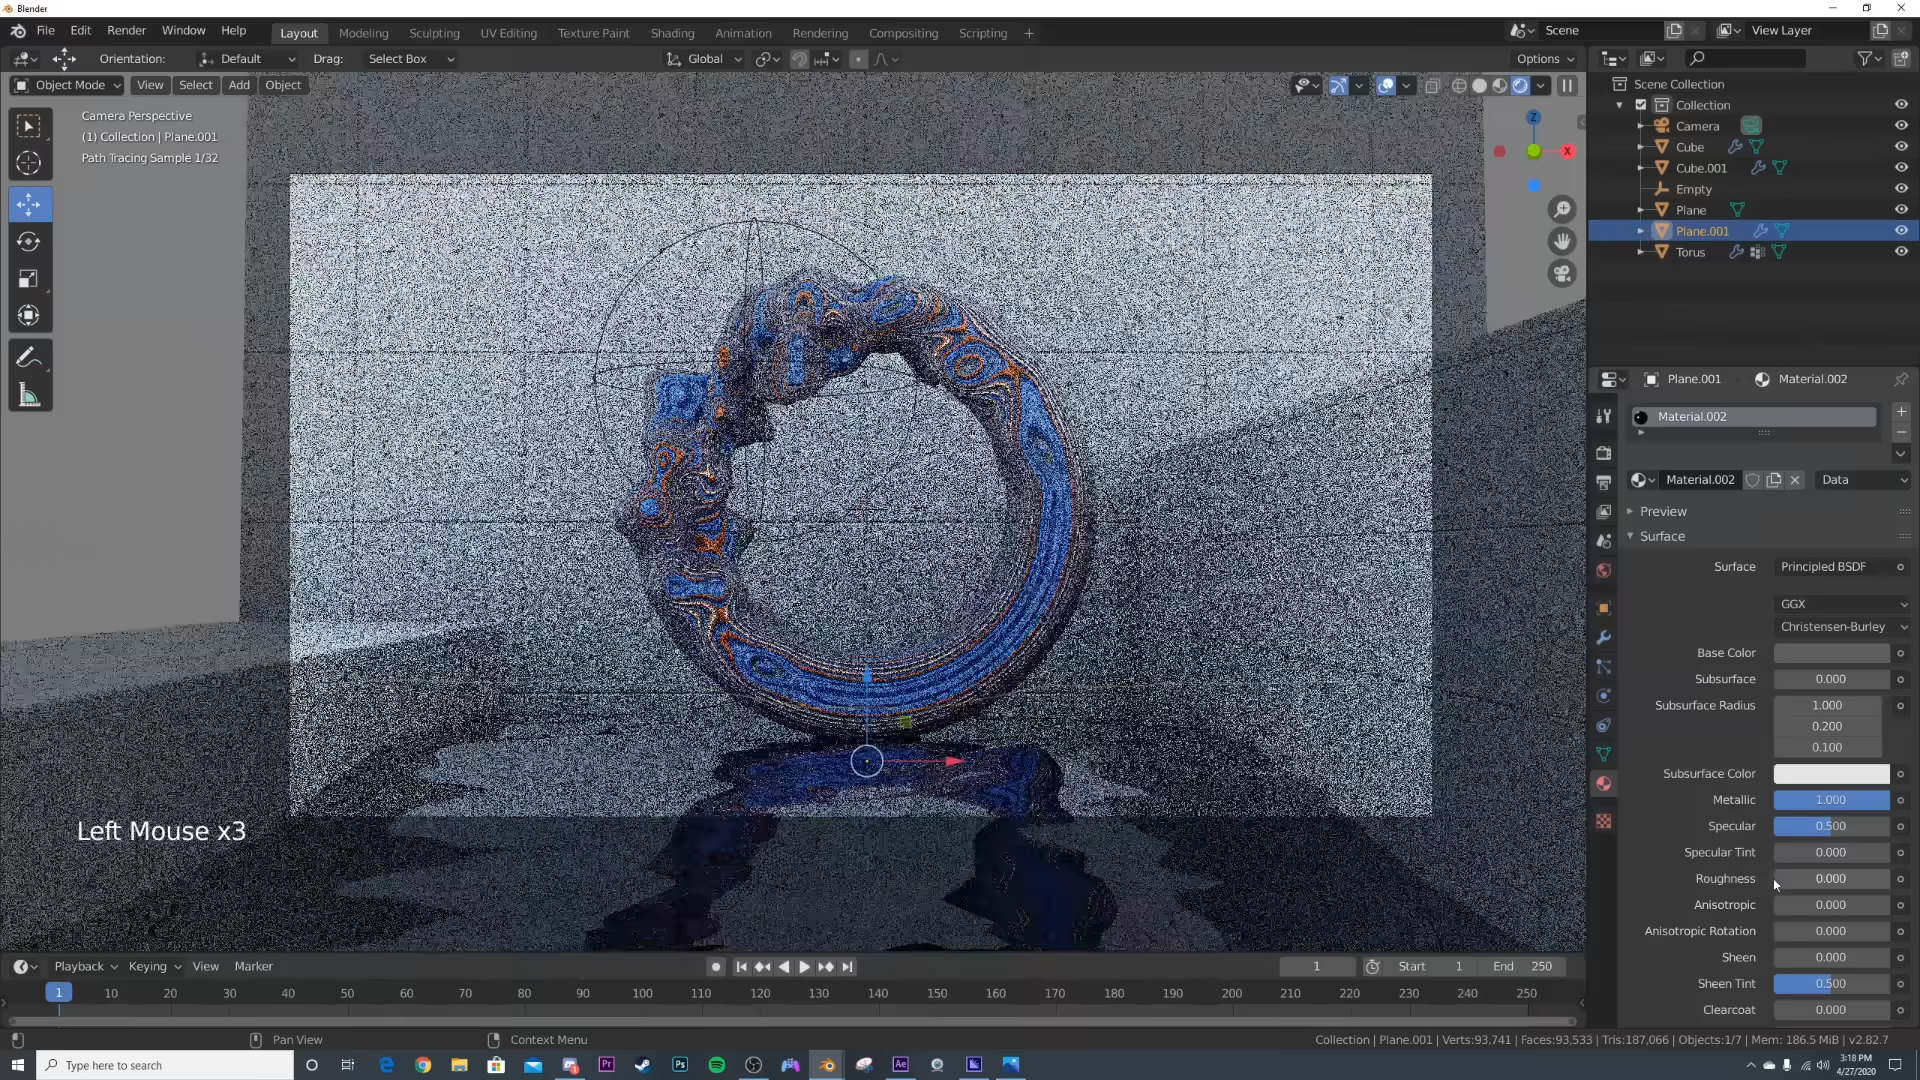 Blender
File Edit Render Window Help Layout Modeling Sculpting UV Editing Texture Paint Shading Animation Rendering Compositing Scripting + Scene View Layer
Orientation: Default Drag: Select Box Global Options
Object Mode View Select Add Object
Camera Perspective
(1) Collection | Plane.001
Path Tracing Sample 1/32
Z
X
Scene Collection
Collection
Camera
Cube
Cube.001
Empty
Plane
Plane.001
Torus
Plane.001 Material.002
Material.002
Material.002 Data
Preview
Surface
Surface Principled BSDF
GGX
Christensen-Burley
Base Color
Subsurface 0.000
Subsurface Radius 1.000
0.200
0.100
Subsurface Color
Metallic 1.000
Specular 0.500
Specular Tint 0.000
Roughness 0.000
Anisotropic 0.000
Anisotropic Rotation 0.000
Sheen 0.000
Sheen Tint 0.500
Clearcoat 0.000
Left Mouse x3
Playback Keying View Marker 1 Start 1 End 250
1 10 20 30 40 50 60 70 80 90 100 110 120 130 140 150 160 170 180 190 200 210 220 230 240 250
Pan View Context Menu Collection | Plane.001 | Verts:93,741 | Faces:93,533 | Tris:187,066 | Objects:1/7 | Mem: 186.5 MiB | v2.82.7
Type here to search
Pr
Ps
Ae
3:18 PM
4/27/2020